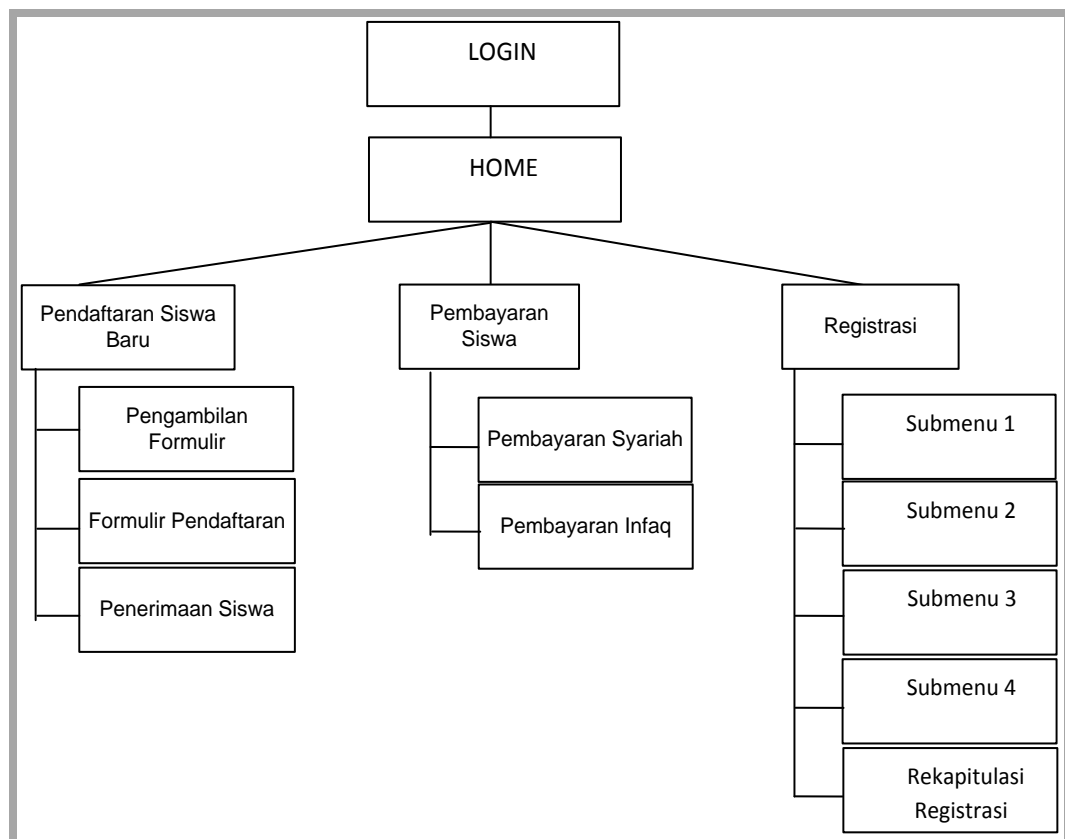 LOGIN
HOME
Pendaftaran Siswa
Baru
Pengambilan
Formulir
Formulir Pendaftaran
Penerimaan Siswa
Pembayaran
Siswa
Pembayaran Syariah
Pembayaran Infaq
Registrasi
Submenu 1
Submenu 2
Submenu 3
Submenu 4
Rekapitulasi
Registrasi